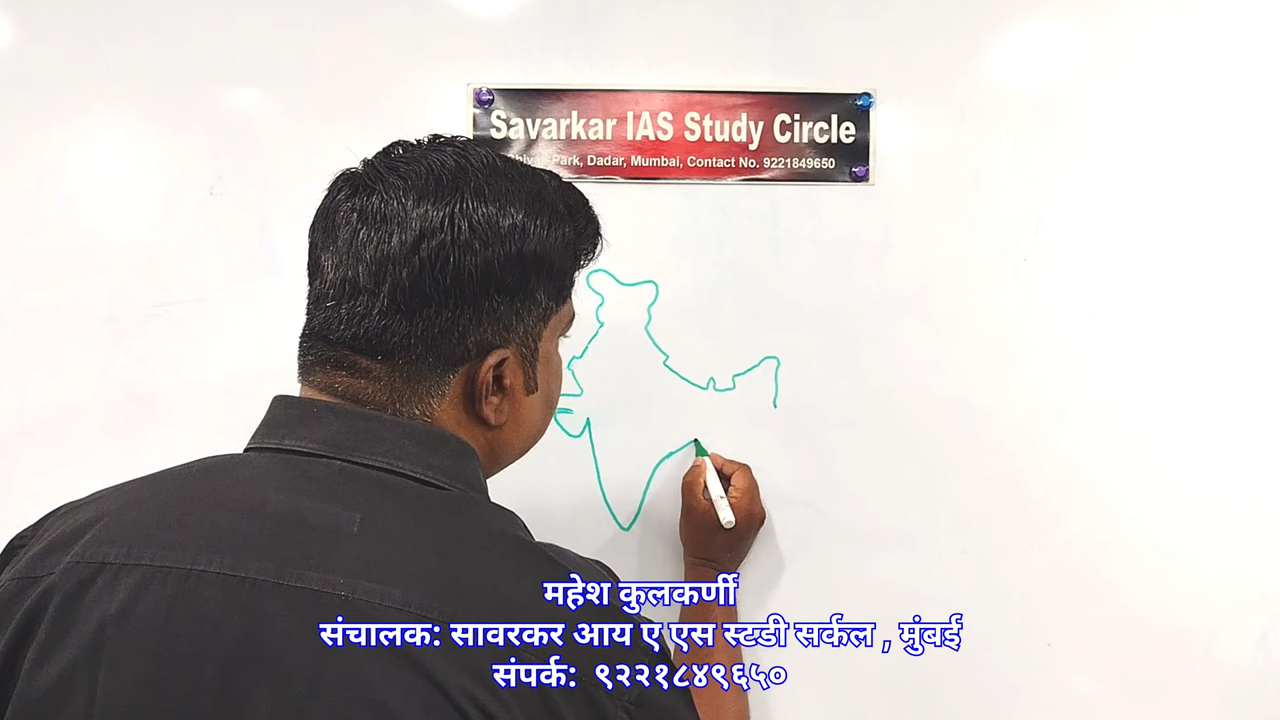 Savarkar IAS Study Circle
Shivaji Park, Dadar, Mumbai, Contact No. 9221849650
महेश कुलकर्णी
संचालक: सावरकर आय ए एस स्टडी सर्कल , मुंबई
संपर्क: ९२२१८४९६५०